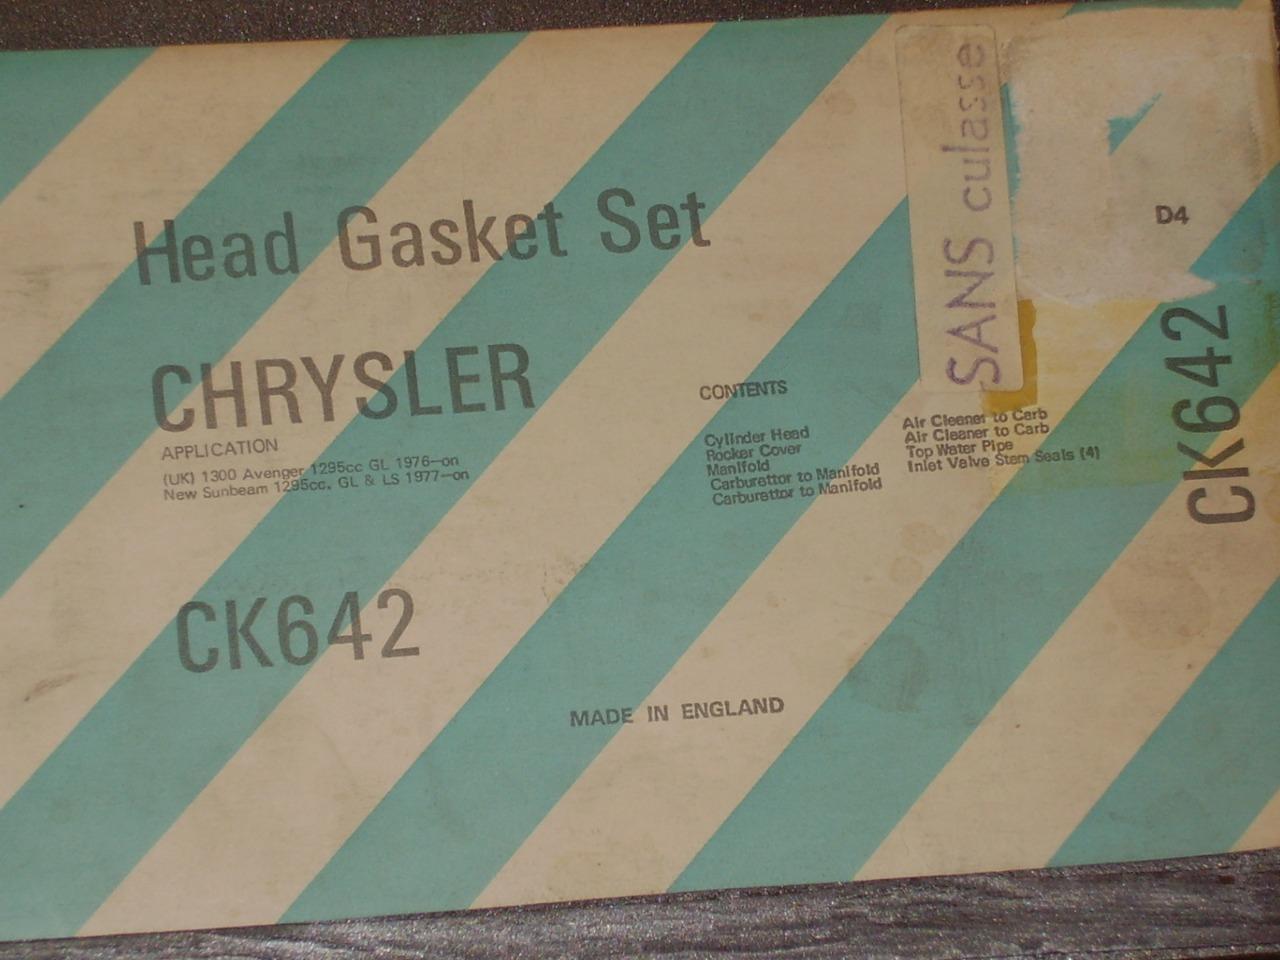 Head Gasket Set
CHRYSLER
APPLICATION
(UK) 1300 Avenger 1295cc GL 1976-on
New Sunbeam 1295cc. GL & LS 1977-on
CK642
CONTENTS
Cylinder Head
Rocker Cover
Manifold
Carburettor to Manifold
Carburettor to Manifold
Air Cleaner to Carb
Air Cleaner to Carb
Top Water Pipe
Inlet Valve Stem Seals (4)
MADE IN ENGLAND
SANS culasse
D4
CK642